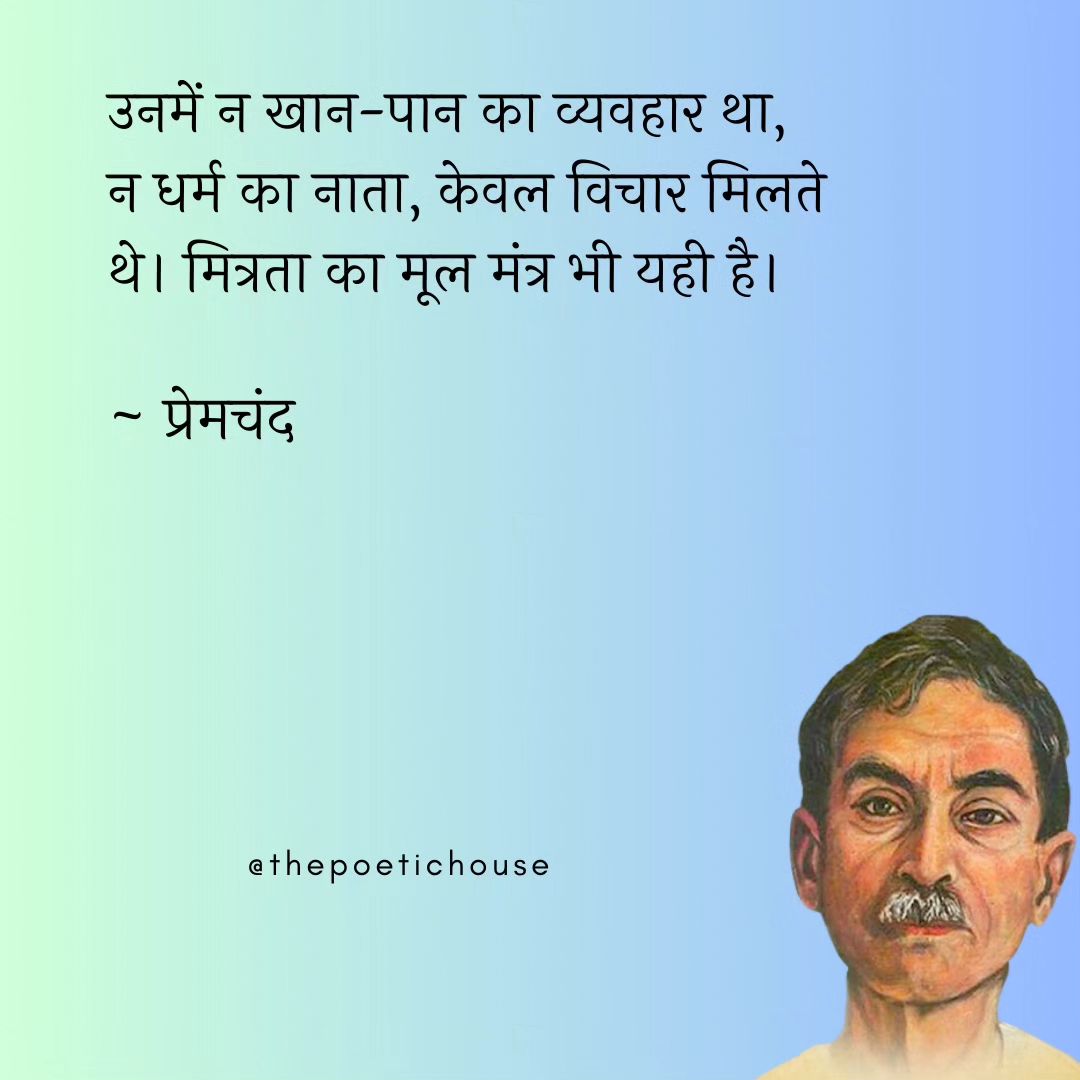 उनमें न खान-पान का व्यवहार था,
न धर्म का नाता, केवल विचार मिलते
थे। मित्रता का मूल मंत्र भी यही है।
~ प्रेमचंद
@thepoetichouse